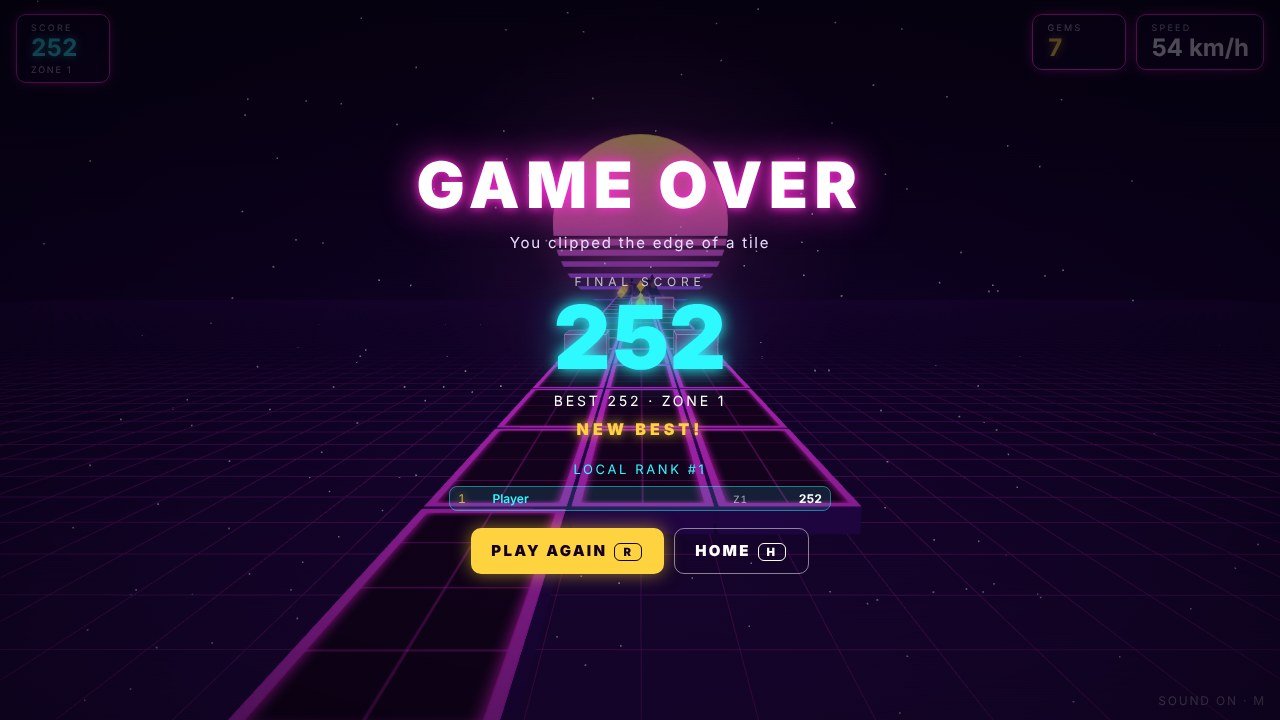 SCORE
252
ZONE 1
GEMS
7
SPEED
54 km/h
GAME OVER
You clipped the edge of a tile
FINAL SCORE
252
BEST 252 · ZONE 1
NEW BEST!
LOCAL RANK #1
1 Player Z1 252
PLAY AGAIN R
HOME H
SOUND ON · M